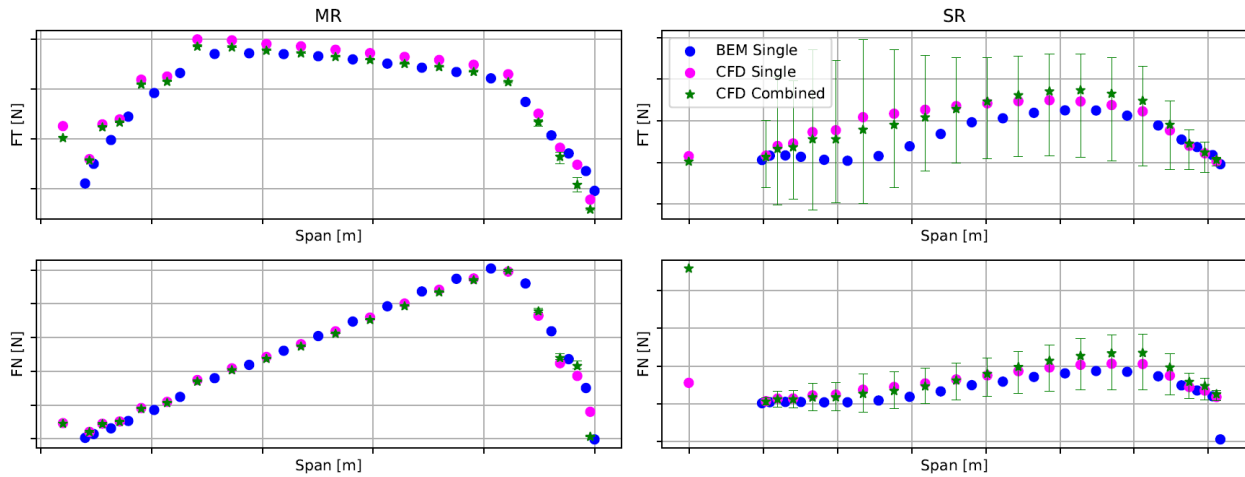 MR
SR
FT [N]
Span [m]
FT [N]
BEM Single
CFD Single
CFD Combined
Span [m]
FN [N]
Span [m]
FN [N]
Span [m]